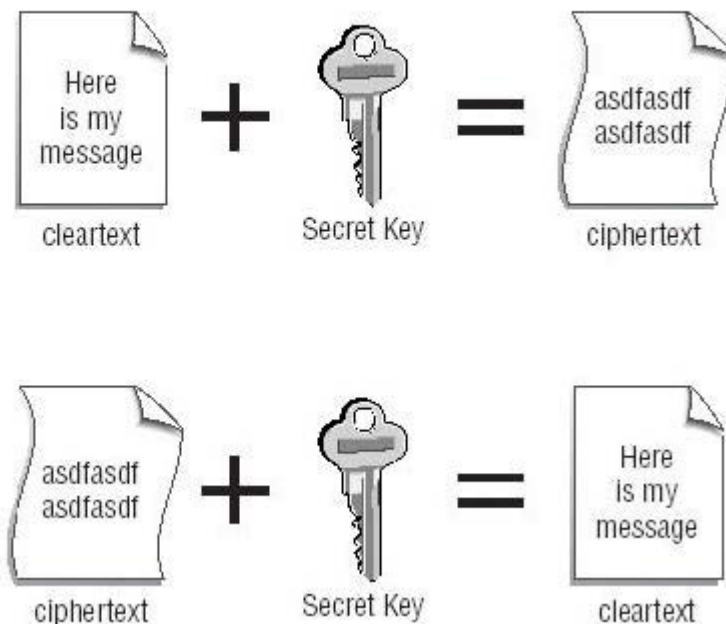 Here
is my
message
asdfasdf
asdfasdf
cleartext
Secret Key
ciphertext
asdfasdf
asdfasdf
Here
is my
message
ciphertext
Secret Key
cleartext